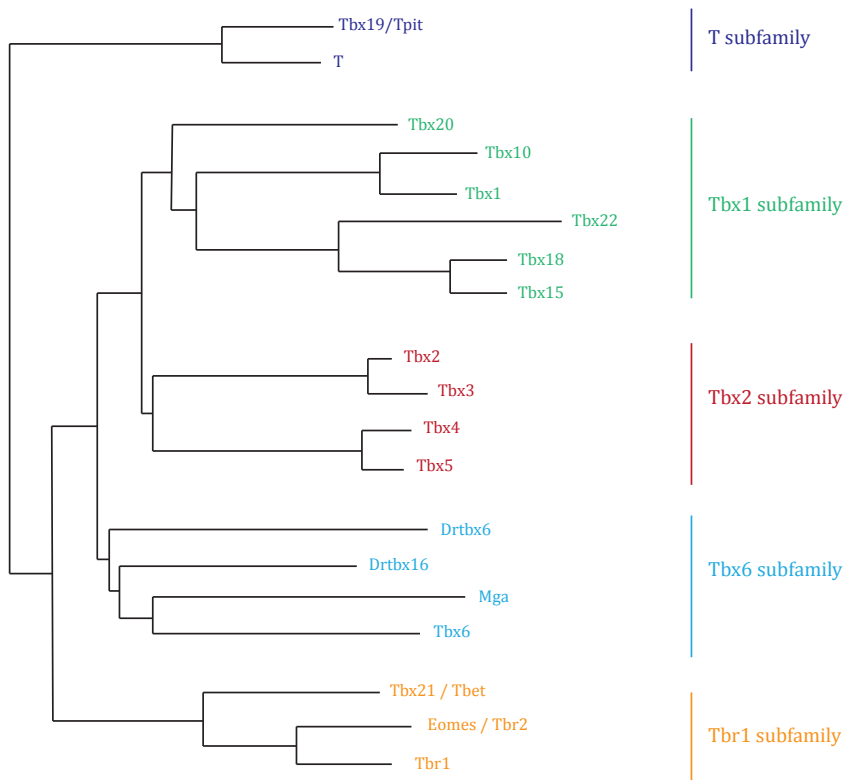 Tbx19/Tpit
T subfamily
T
Tbx20
Tbx10
Tbx1
Tbx1 subfamily
Tbx22
Tbx18
Tbx15
Tbx2
Tbx3
Tbx2 subfamily
Tbx4
Tbx5
Drtbx6
Drtbx16
Tbx6 subfamily
Mga
Tbx6
Tbx21 / Tbet
Eomes / Tbr2
Tbr1 subfamily
Tbr1